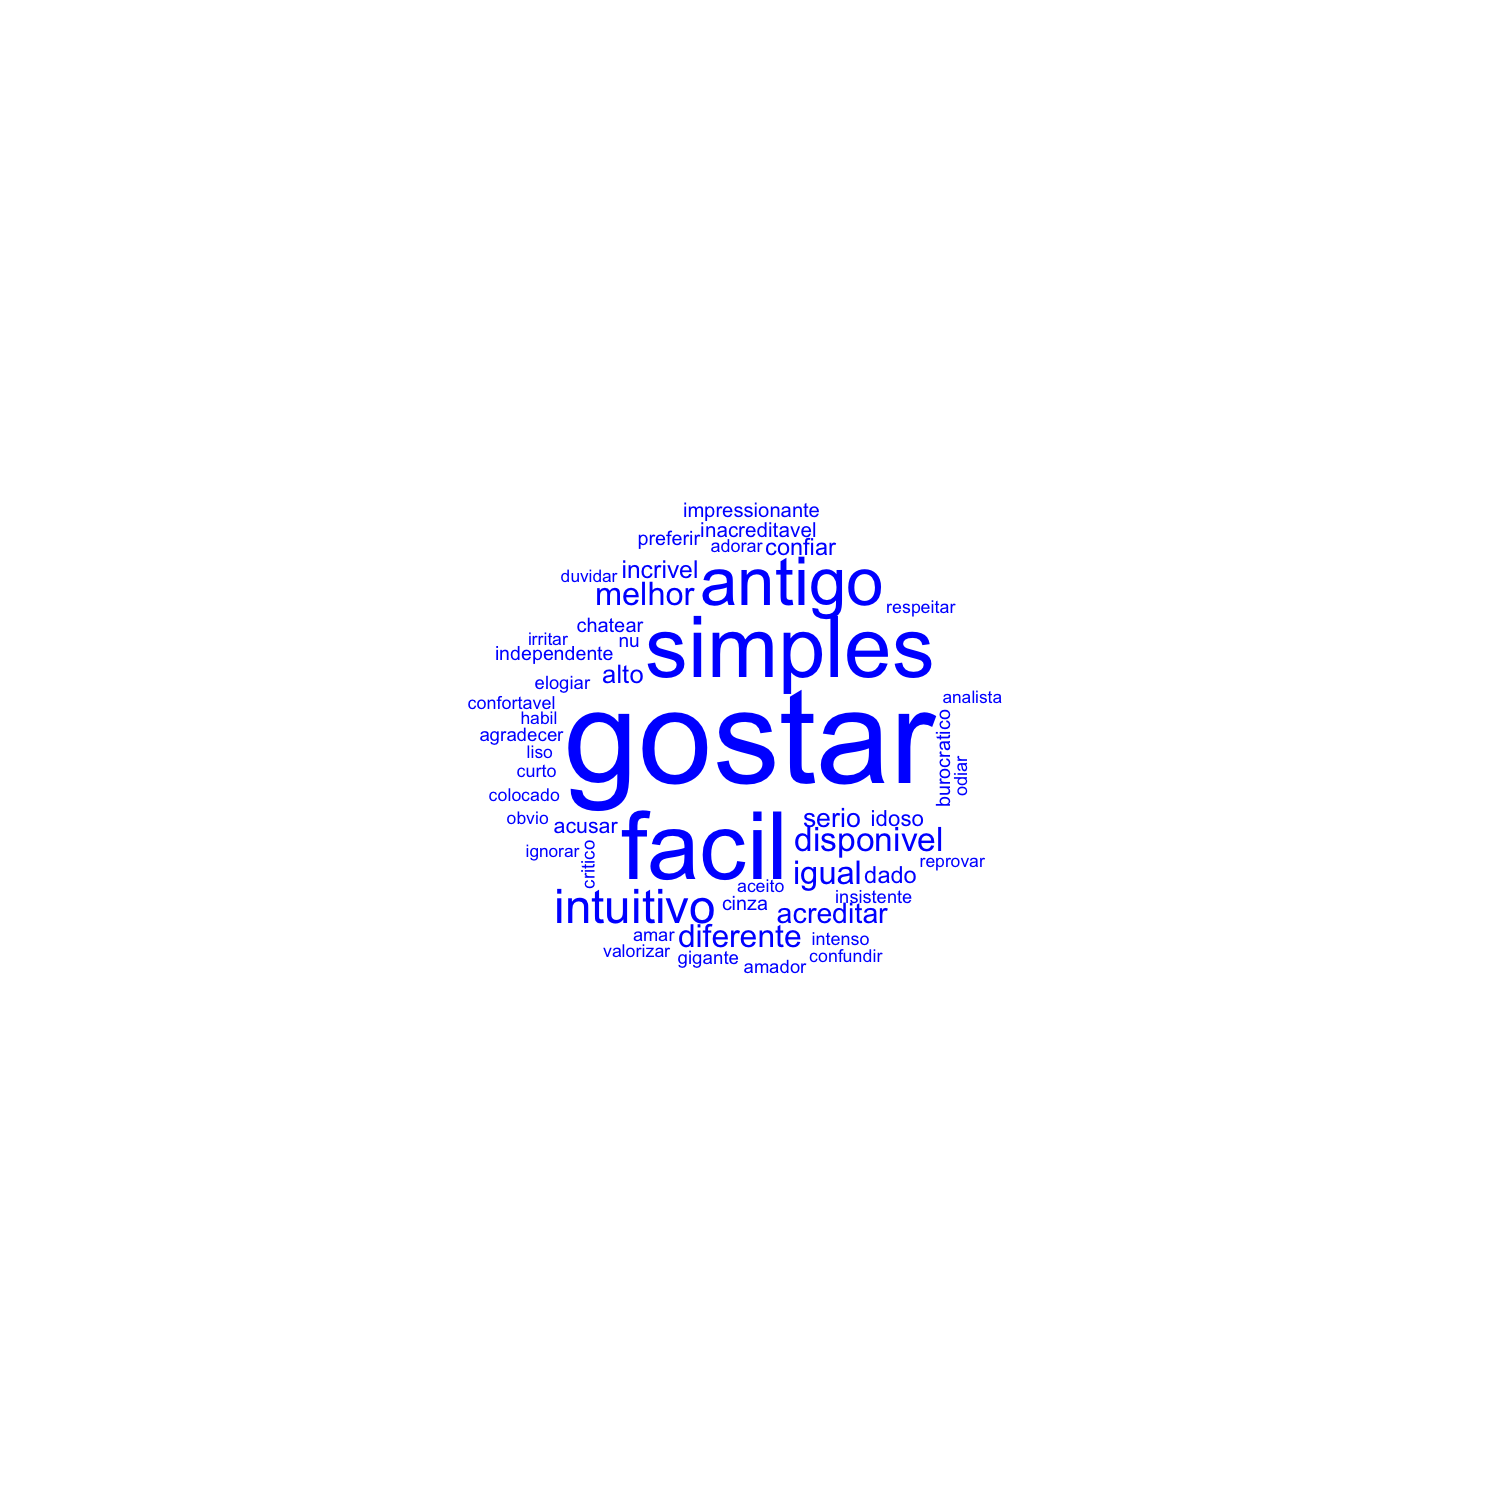 impressionante
inacreditavel
preferir
adorar
confiar
duvidar
incrivel
antigo
melhor
respeitar
chatear
simples
irritar
nu
independente
alto
elogiar
confortavel
analista
habil
gostar
agradecer
burocratico
liso
curto
odiar
colocado
obvio
acusar
facil
serio
idoso
disponivel
ignorar
critico
reprovar
igual
dado
aceito
insistente
intuitivo
cinza
acreditar
amar
diferente
intenso
valorizar
gigante
confundir
amador